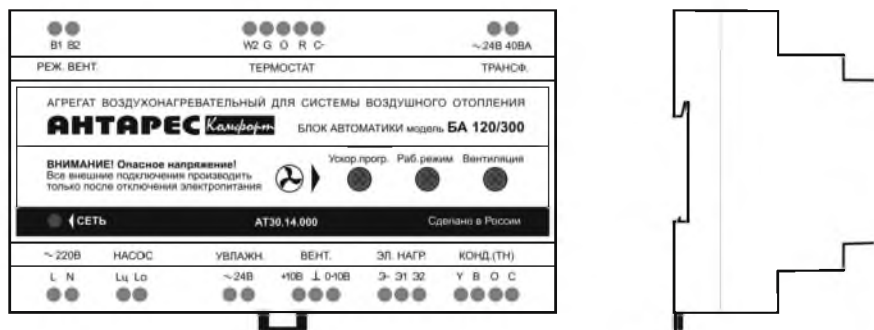 B1 B2 W2 G O R C- ~24В 40ВА
РЕЖ. ВЕНТ. ТЕРМОСТАТ ТРАНСФ.
АГРЕГАТ ВОЗДУХОНАГРЕВАТЕЛЬНЫЙ ДЛЯ СИСТЕМЫ ВОЗДУШНОГО ОТОПЛЕНИЯ
АНТАРЕС Комфорт БЛОК АВТОМАТИКИ модель БА 120/300
ВНИМАНИЕ! Опасное напряжение! Ускор.прогр. Раб.режим Вентиляция
Все внешние подключения производить
только после отключения электропитания
СЕТЬ АТ30.14.000 Сделано в России
~220В НАСОС УВЛАЖН. ВЕНТ. ЭЛ. НАГР. КОНД.(ТН)
L N Lц Lo ~24В +10В ⊥ 0-10В Э- Э1 Э2 Y B O C